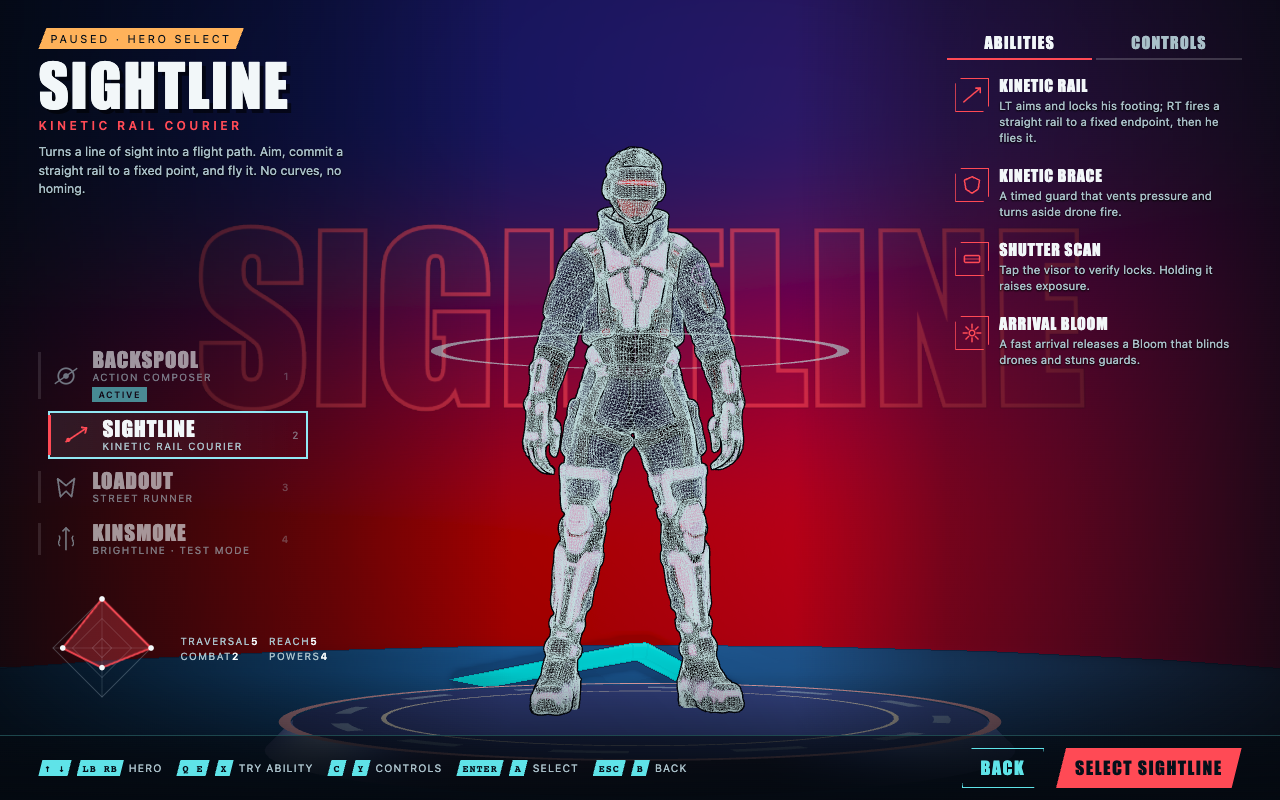 PAUSED · HERO SELECT
SIGHTLINE
KINETIC RAIL COURIER
Turns a line of sight into a flight path. Aim, commit a
straight rail to a fixed point, and fly it. No curves, no
homing.
SIGHTLINE
BACKSPOOL
ACTION COMPOSER
1
ACTIVE
SIGHTLINE
KINETIC RAIL COURIER
2
LOADOUT
STREET RUNNER
3
KINSMOKE
BRIGHTLINE · TEST MODE
4
TRAVERSAL5 REACH5
COMBAT2 POWERS4
ABILITIES CONTROLS
KINETIC RAIL
LT aims and locks his footing; RT fires a
straight rail to a fixed endpoint, then he
flies it.
KINETIC BRACE
A timed guard that vents pressure and
turns aside drone fire.
SHUTTER SCAN
Tap the visor to verify locks. Holding it
raises exposure.
ARRIVAL BLOOM
A fast arrival releases a Bloom that blinds
drones and stuns guards.
↑ ↓ LB RB HERO Q E X TRY ABILITY C Y CONTROLS ENTER A SELECT ESC B BACK
BACK SELECT SIGHTLINE